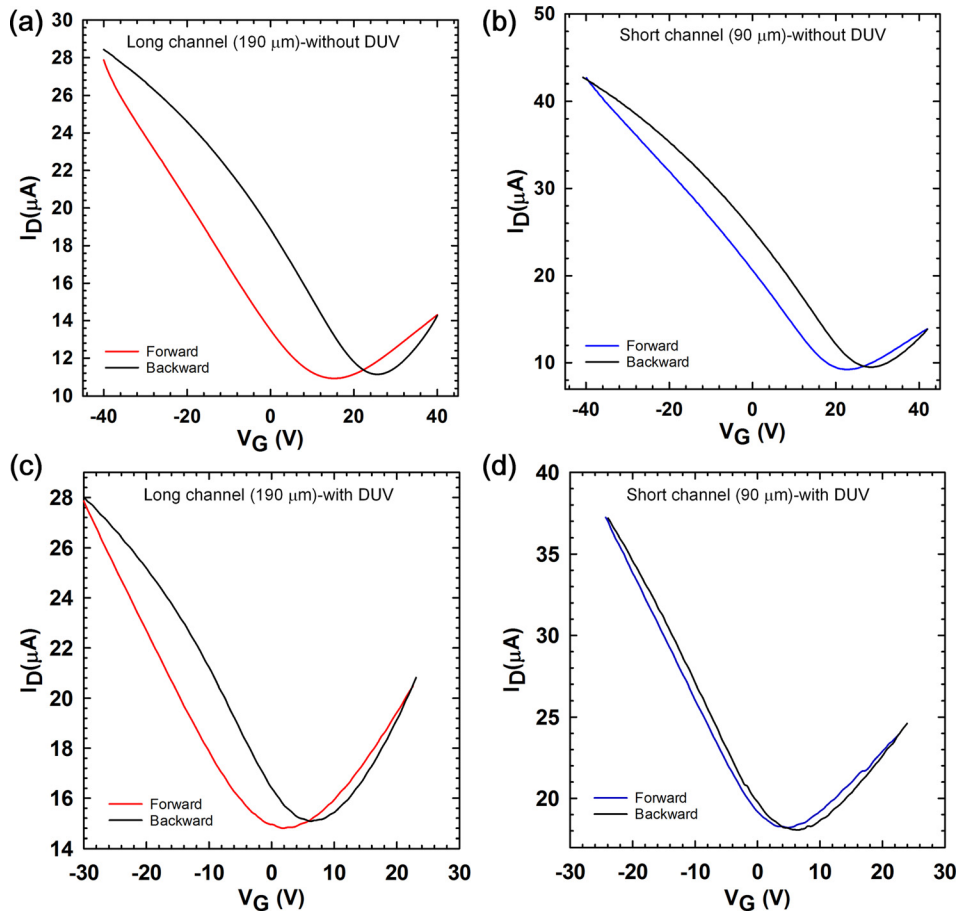 (a)
Long channel (190 μm)-without DUV
30
28
26
24
22
20
18
16
14
12
10
I_D(μA)
Forward
Backward
-40 -20 0 20 40
V_G (V)
(b)
Short channel (90 μm)-without DUV
50
40
30
20
10
I_D(μA)
Forward
Backward
-40 -20 0 20 40
V_G (V)
(c)
Long channel (190 μm)-with DUV
28
26
24
22
20
18
16
14
I_D(μA)
Forward
Backward
-30 -20 -10 0 10 20 30
V_G (V)
(d)
Short channel (90 μm)-with DUV
40
35
30
25
20
I_D(μA)
Forward
Backward
-30 -20 -10 0 10 20 30
V_G (V)